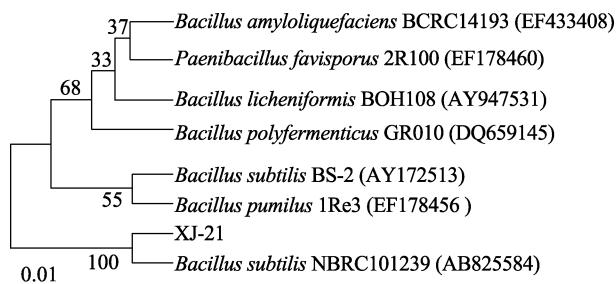 37 Bacillus amyloliquefaciens BCRC14193 (EF433408)
33 Paenibacillus favisporus 2R100 (EF178460)
68 Bacillus licheniformis BOH108 (AY947531)
Bacillus polyfermenticus GR010 (DQ659145)
Bacillus subtilis BS-2 (AY172513)
55 Bacillus pumilus 1Re3 (EF178456 )
XJ-21
100 Bacillus subtilis NBRC101239 (AB825584)
0.01